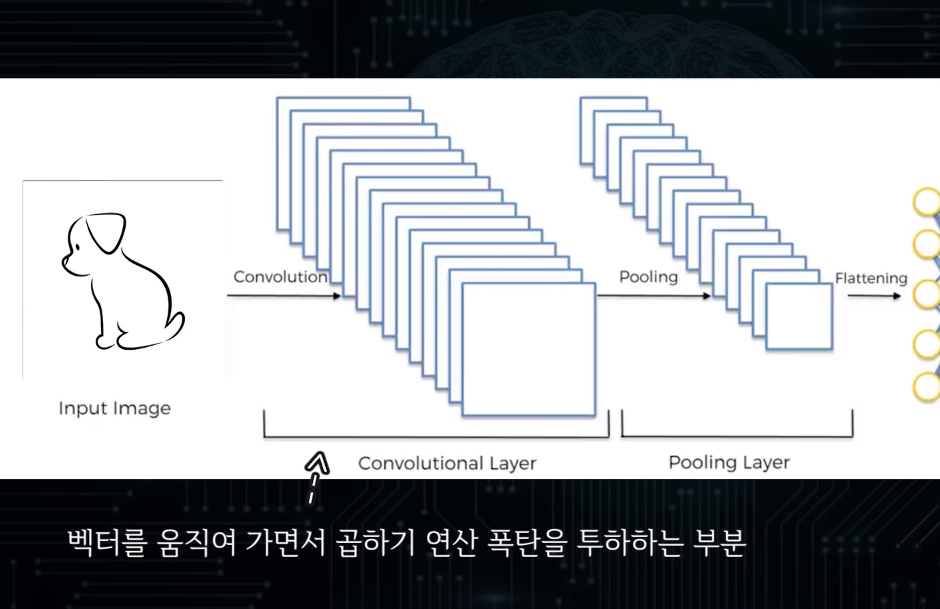 Convolution
Pooling
Flattening
Input Image
Convolutional Layer
Pooling Layer
벡터를 움직여 가면서 곱하기 연산 폭탄을 투하하는 부분